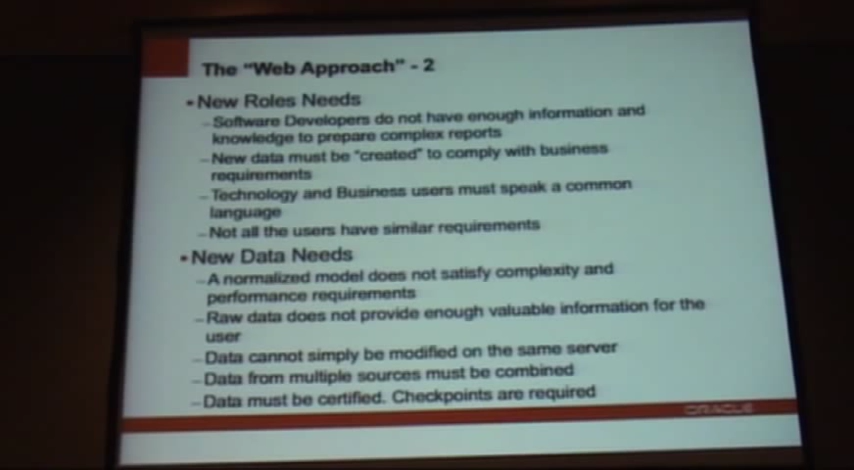 The "Web Approach" - 2
• New Roles Needs
– Software Developers do not have enough information and
knowledge to prepare complex reports
– New data must be "created" to comply with business
requirements
– Technology and Business users must speak a common
language
– Not all the users have similar requirements
• New Data Needs
– A normalized model does not satisfy complexity and
performance requirements
– Raw data does not provide enough valuable information for the
user
– Data cannot simply be modified on the same server
– Data from multiple sources must be combined
– Data must be certified. Checkpoints are required
ORACLE